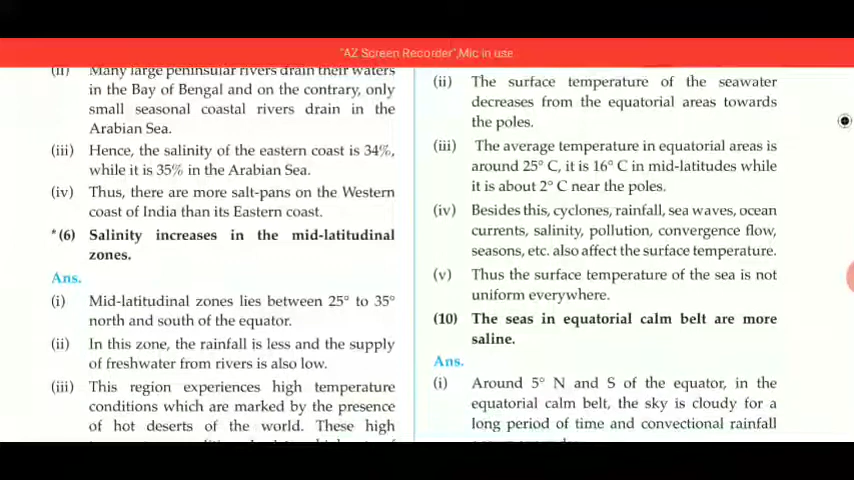 "AZ Screen Recorder",Mic in use
(ii) Many large peninsular rivers drain their waters
in the Bay of Bengal and on the contrary, only
small seasonal coastal rivers drain in the
Arabian Sea.
(iii) Hence, the salinity of the eastern coast is 34%,
while it is 35% in the Arabian Sea.
(iv) Thus, there are more salt-pans on the Western
coast of India than its Eastern coast.
*(6) Salinity increases in the mid-latitudinal
zones.
Ans.
(i) Mid-latitudinal zones lies between 25° to 35°
north and south of the equator.
(ii) In this zone, the rainfall is less and the supply
of freshwater from rivers is also low.
(iii) This region experiences high temperature
conditions which are marked by the presence
of hot deserts of the world. These high
(ii) The surface temperature of the seawater
decreases from the equatorial areas towards
the poles.
(iii) The average temperature in equatorial areas is
around 25° C, it is 16° C in mid-latitudes while
it is about 2° C near the poles.
(iv) Besides this, cyclones, rainfall, sea waves, ocean
currents, salinity, pollution, convergence flow,
seasons, etc. also affect the surface temperature.
(v) Thus the surface temperature of the sea is not
uniform everywhere.
(10) The seas in equatorial calm belt are more
saline.
Ans.
(i) Around 5° N and S of the equator, in the
equatorial calm belt, the sky is cloudy for a
long period of time and convectional rainfall